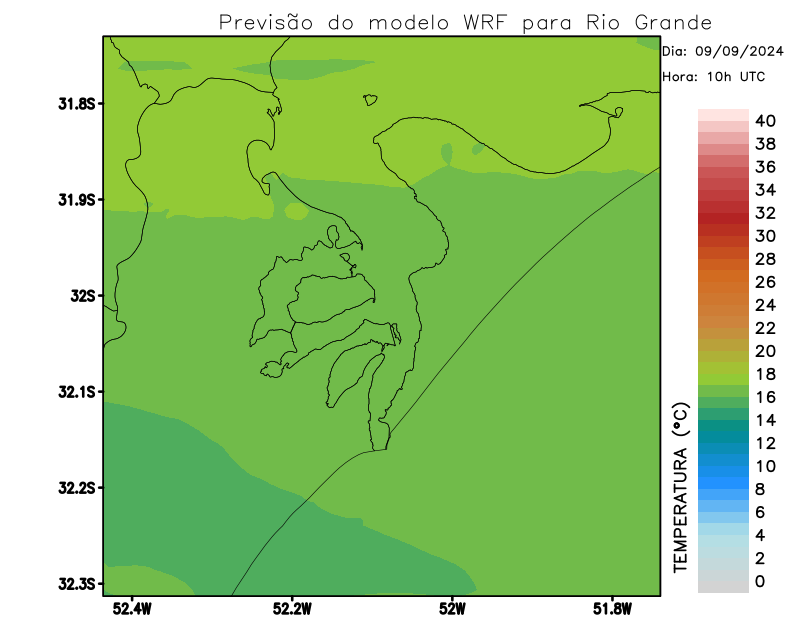 Previsão do modelo WRF para Rio Grande
Dia: 09/09/2024
Hora: 10h UTC
31.8S
31.9S
32S
32.1S
32.2S
32.3S
52.4W
52.2W
52W
51.8W
TEMPERATURA (°C)
40
38
36
34
32
30
28
26
24
22
20
18
16
14
12
10
8
6
4
2
0